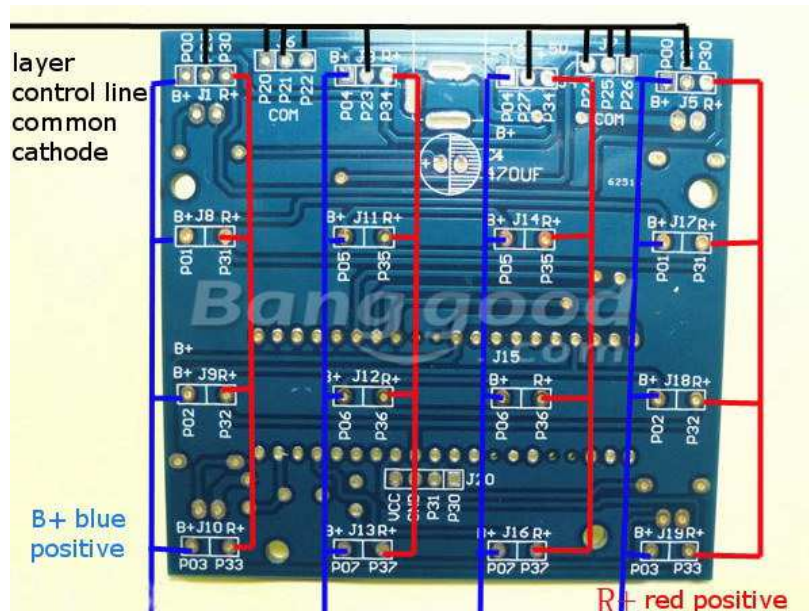 layer
control line
common
cathode
P00 P30
P20 P21 P22
COM
B+ J1 R+
B+ R+
P04 P23 P34
P27
COM
P25 P26
P00 P30
B+ J5 R+
B+
C4
470UF
+
6251
B+ J8 R+
P01 P31
B+ J11 R+
P05 P35
B+ J14 R+
P05 P35
B+ J17 R+
P01 P31
Banggood
.com
J15
B+
B+ J9 R+
P02 P32
B+ J12 R+
P06 P36
B+ R+
P06 P36
B+ J18 R+
P02 P32
J20
VCC GND P31 P30
B+ J10 R+
P03 P33
B+ J13 R+
P07 P37
B+ J16 R+
P07 P37
B+ J19 R+
P03 P33
B+ blue
positive
R+ red positive